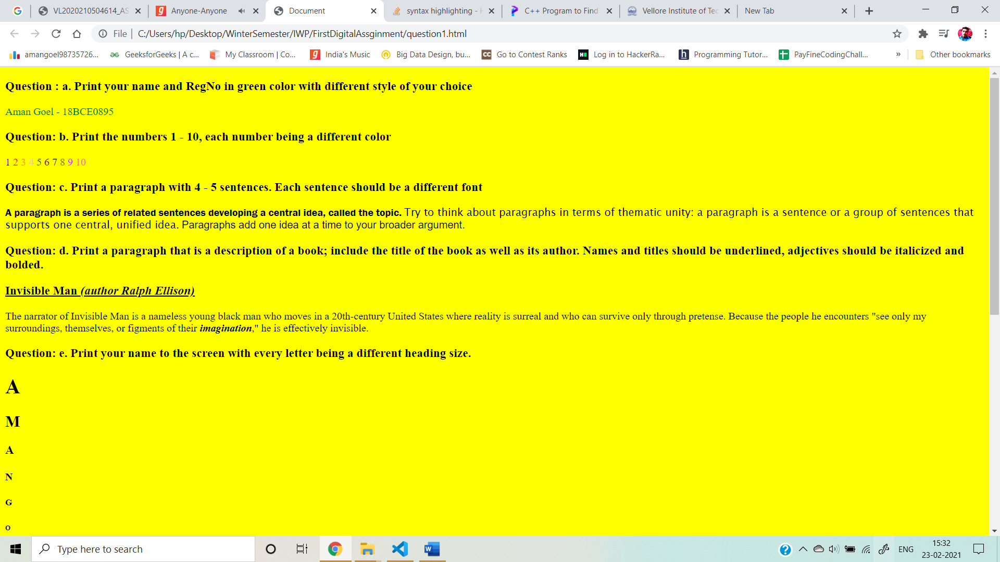 VL2020210504614_AS
Anyone-Anyone
Document
syntax highlighting -
C++ Program to Find
Vellore Institute of Tec
New Tab
File | C:/Users/hp/Desktop/WinterSemester/IWP/FirstDigitalAssginment/question1.html
amangoel98735726...
GeeksforGeeks | A c...
My Classroom | Co...
India's Music
Big Data Design, bu...
Go to Contest Ranks
Log in to HackerRa...
Programming Tutor...
PayFineCodingChall...
»
Other bookmarks
Question : a. Print your name and RegNo in green color with different style of your choice
Aman Goel - 18BCE0895
Question: b. Print the numbers 1 - 10, each number being a different color
1 2 3 4 5 6 7 8 9 10
Question: c. Print a paragraph with 4 - 5 sentences. Each sentence should be a different font
A paragraph is a series of related sentences developing a central idea, called the topic. Try to think about paragraphs in terms of thematic unity: a paragraph is a sentence or a group of sentences that
supports one central, unified idea. Paragraphs add one idea at a time to your broader argument.
Question: d. Print a paragraph that is a description of a book; include the title of the book as well as its author. Names and titles should be underlined, adjectives should be italicized and
bolded.
Invisible Man (author Ralph Ellison)
The narrator of Invisible Man is a nameless young black man who moves in a 20th-century United States where reality is surreal and who can survive only through pretense. Because the people he encounters "see only my
surroundings, themselves, or figments of their imagination," he is effectively invisible.
Question: e. Print your name to the screen with every letter being a different heading size.
A
M
A
N
G
O
Type here to search
ENG
15:32
23-02-2021